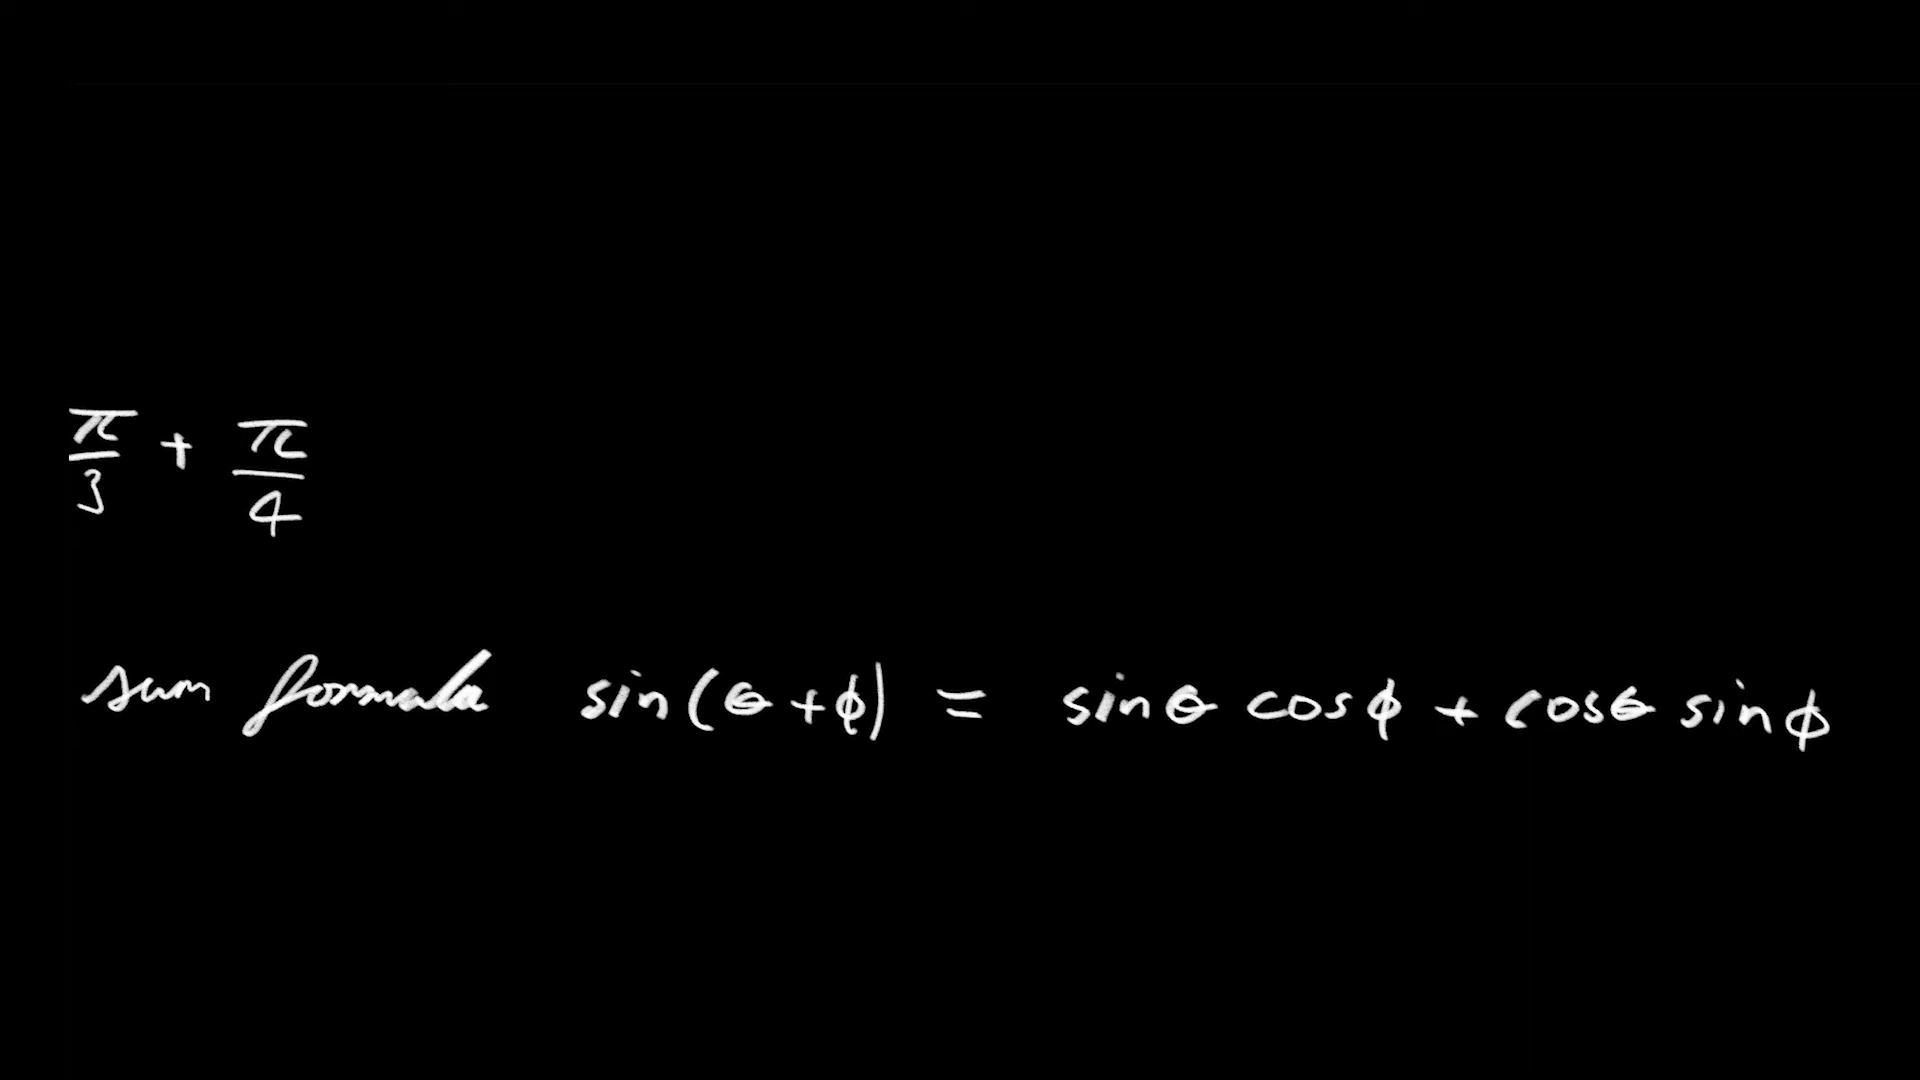 π/3 + π/4
sum formula sin(θ+ϕ) = sinθ cosϕ + cosθ sinϕ